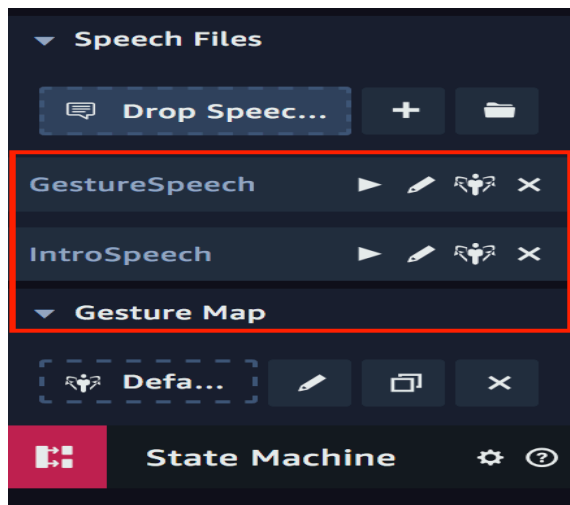 Speech Files
Drop Speec...
GestureSpeech
IntroSpeech
Gesture Map
Defa...
State Machine